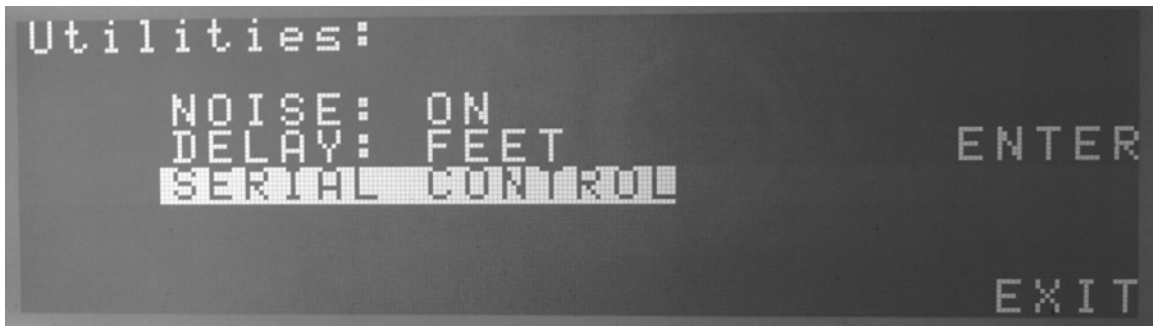 Utilities:
NOISE: ON
DELAY: FEET
ENTER
SERIAL CONTROL
EXIT